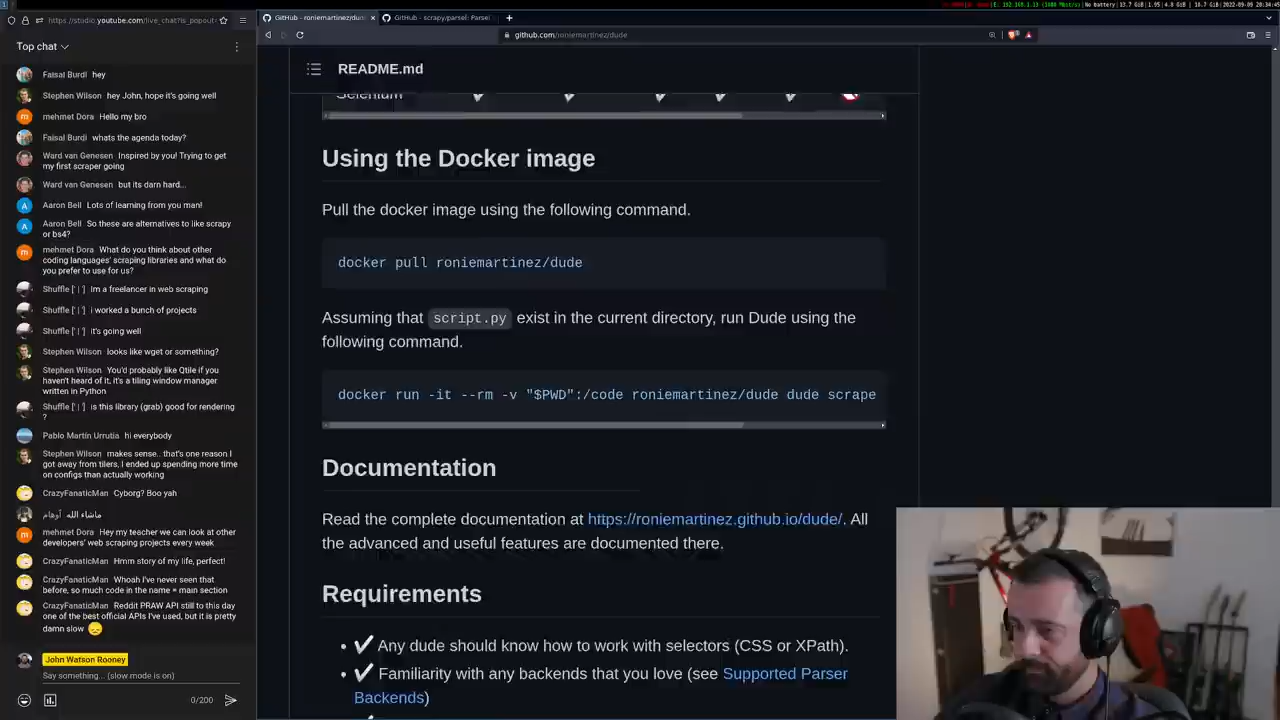 https://studio.youtube.com/live_chat?is_popout
Top chat
Faisal Burdi hey
Stephen Wilson hey John, hope it's going well
mehmet Dora Hello my bro
Faisal Burdi whats the agenda today?
Ward van Genesen Inspired by you! Trying to get
my first scraper going
Ward van Genesen but its darn hard...
Aaron Bell Lots of learning from you man!
Aaron Bell So these are alternatives to like scrapy
or bs4?
mehmet Dora What do you think about other
coding languages' scraping libraries and what do
you prefer to use for us?
Shuffle [ˈ꞉ˈ] Im a freelancer in web scraping
Shuffle i worked a bunch of projects
Shuffle it's going well
Stephen Wilson looks like wget or something?
Stephen Wilson You'd probably like Qtile if you
haven't heard of it, it's a tiling window manager
written in Python
Shuffle is this library (grab) good for rendering
?
Pablo Martín Urrutia hi everybody
Stephen Wilson makes sense.. that's one reason I
got away from tilers, I ended up spending more time
on configs than actually working
CrazyFanaticMan Cyborg? Boo yah
ماشاء الله أوهام
mehmet Dora Hey my teacher we can look at other
developers' web scraping projects every week
CrazyFanaticMan Hmm story of my life, perfect!
CrazyFanaticMan Whoah I've never seen that
before, so much code in the name = main section
CrazyFanaticMan Reddit PRAW API still to this day
one of the best official APIs I've used, but it is pretty
damn slow
John Watson Rooney
Say something... (slow mode is on)
0/200
GitHub - roniemartinez/dud
GitHub - scrapy/parsel: Parsel
github.com/roniemartinez/dude
README.md
Selenium
Using the Docker image
Pull the docker image using the following command.
docker pull roniemartinez/dude
Assuming that script.py exist in the current directory, run Dude using the
following command.
docker run -it --rm -v "$PWD":/code roniemartinez/dude dude scrape
Documentation
Read the complete documentation at https://roniemartinez.github.io/dude/. All
the advanced and useful features are documented there.
Requirements
✔ Any dude should know how to work with selectors (CSS or XPath).
✔ Familiarity with any backends that you love (see Supported Parser
Backends)